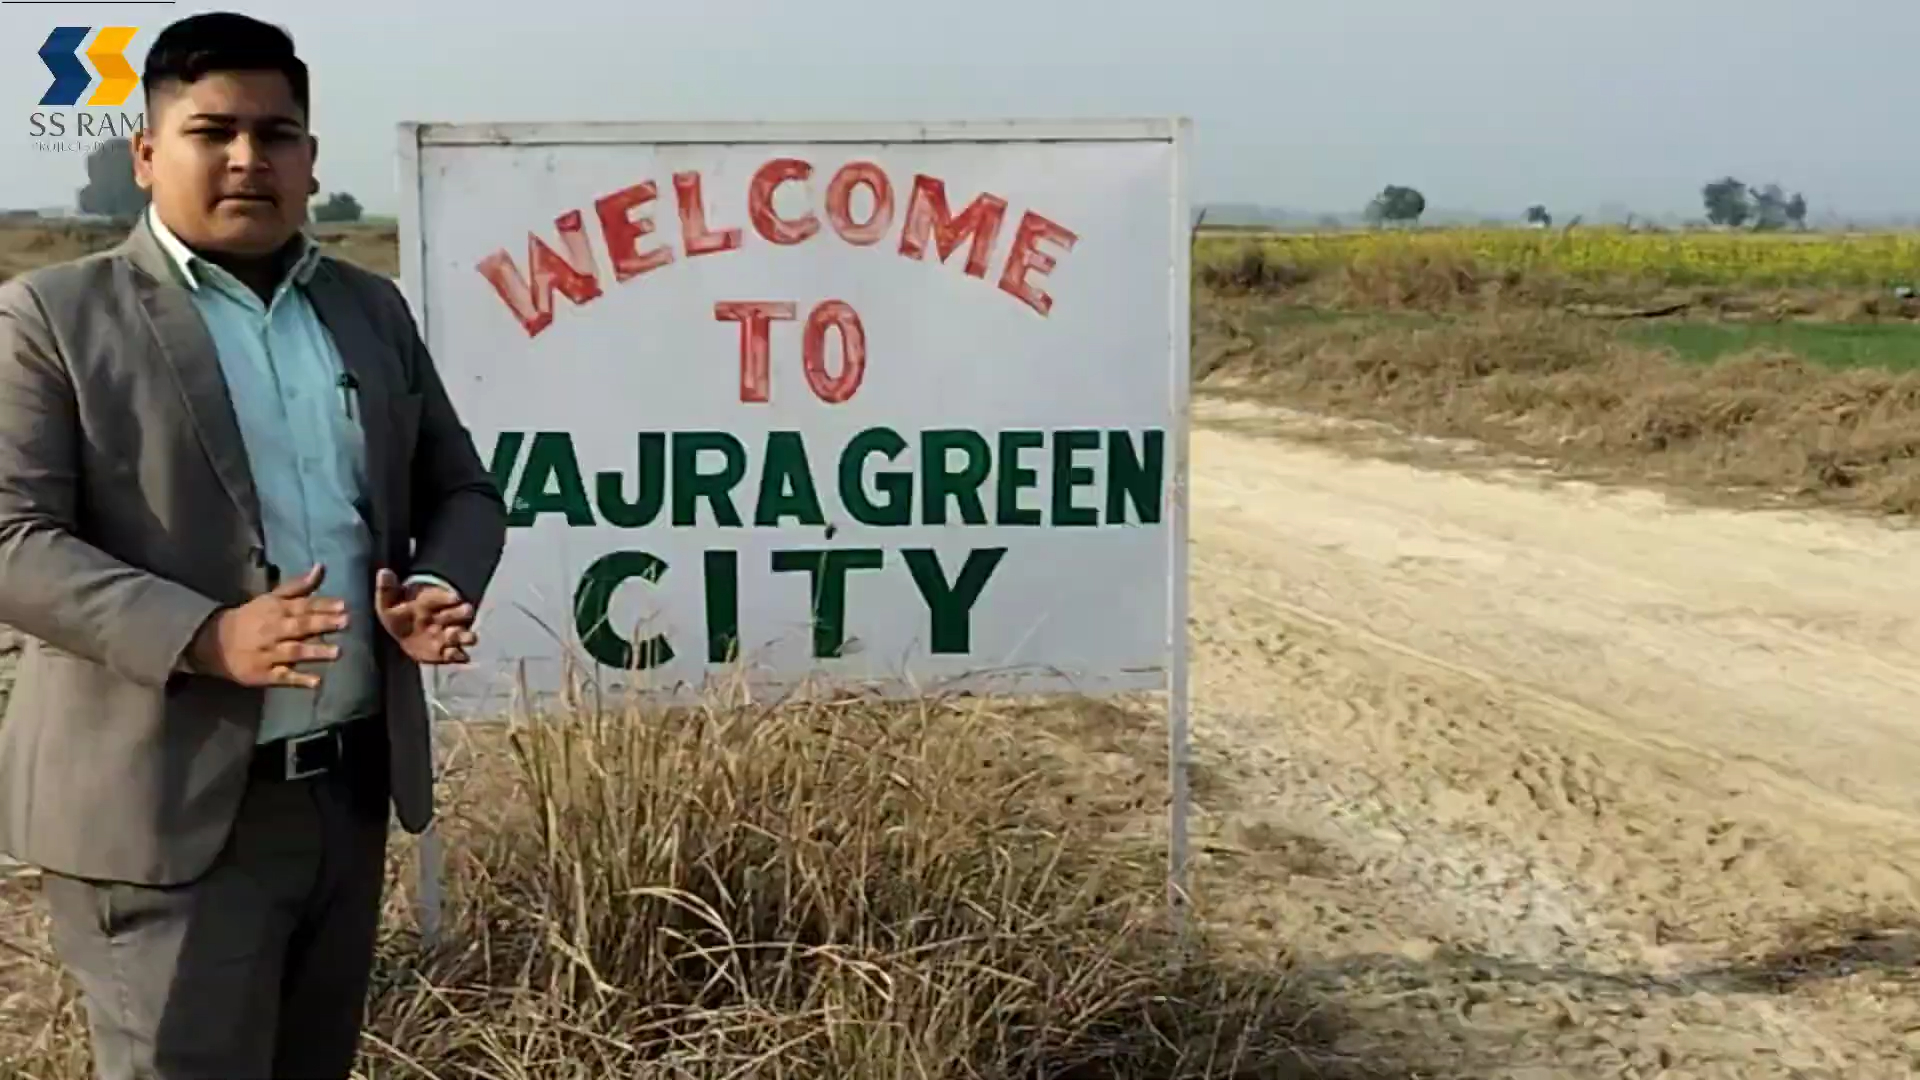 SS RAM
WELCOME
TO
VAJRA GREEN
CITY